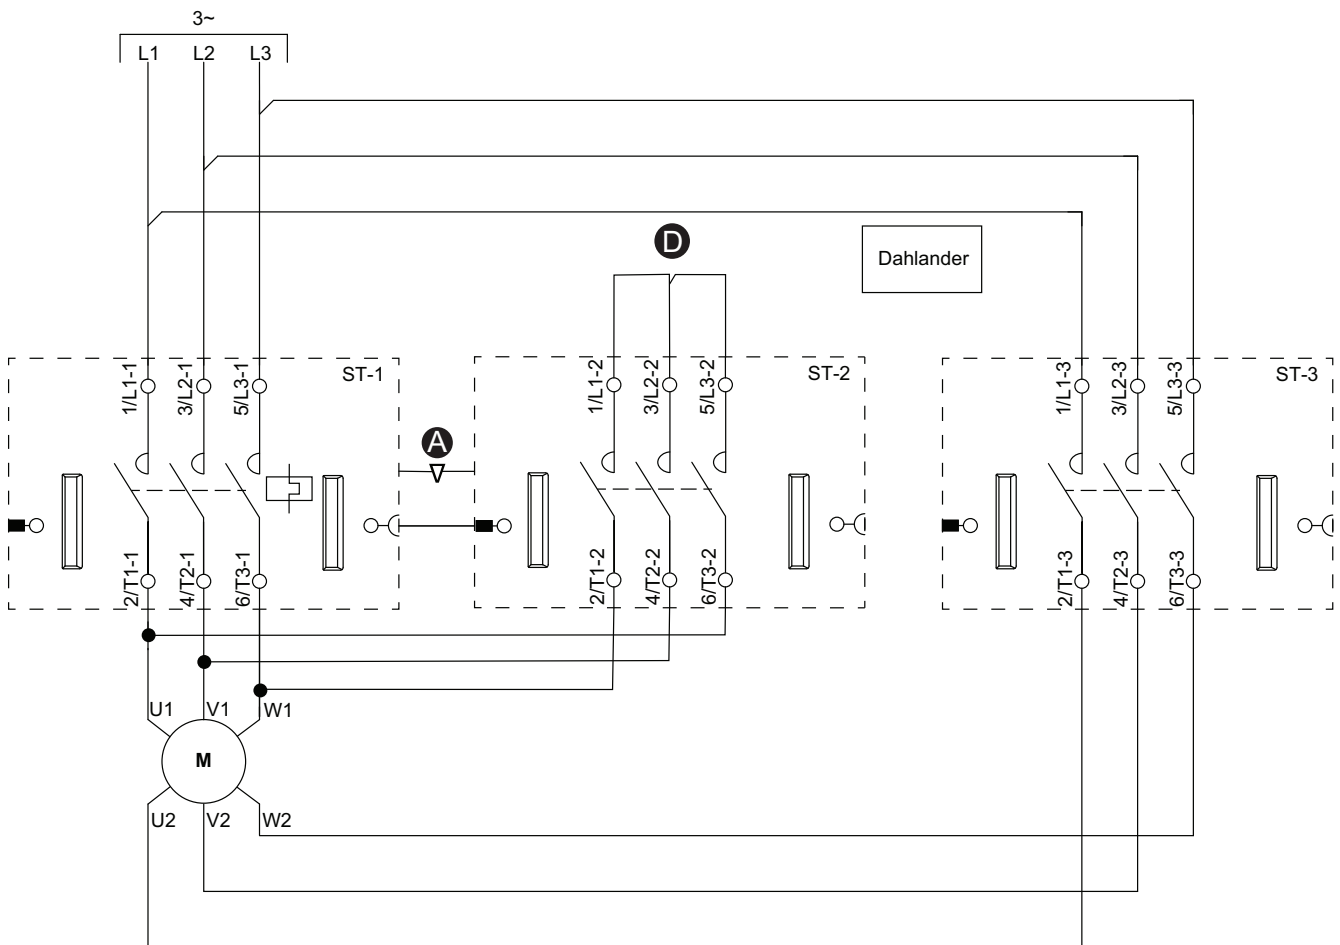 3~
L1 L2 L3
D
Dahlander
ST-1
ST-2
ST-3
1/L1-1
3/L2-1
5/L3-1
1/L1-2
3/L2-2
5/L3-2
1/L1-3
3/L2-3
5/L3-3
A
2/T1-1
4/T2-1
6/T3-1
2/T1-2
4/T2-2
6/T3-2
2/T1-3
4/T2-3
6/T3-3
U1 V1 W1
M
U2 V2 W2